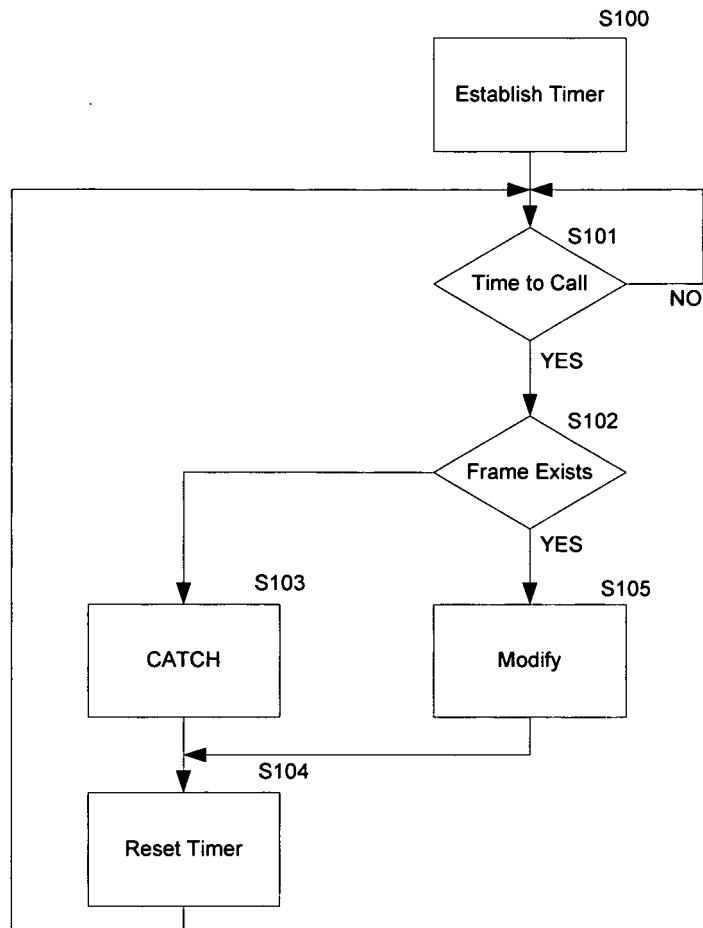 S100
Establish Timer
S101
Time to Call
NO
YES
S102
Frame Exists
YES
S103
S105
CATCH
Modify
S104
Reset Timer